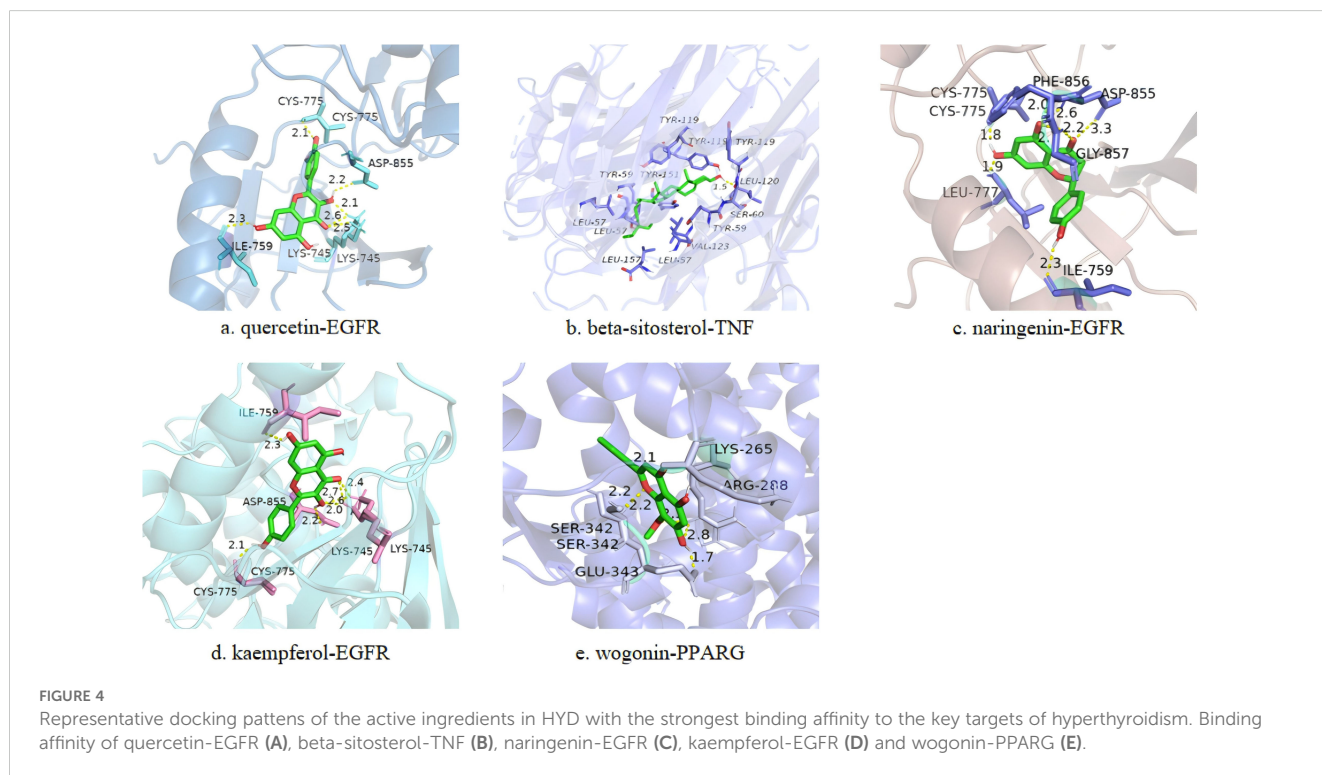 CYS-775
CYS-775
2.1
ASP-855
2.2
2.1
2.6
2.5
2.3
ILE-759
LYS-745
LYS-745
a. quercetin-EGFR
TYR-119
TYR-119
TYR-119
TYR-59
TYR-151
LEU-120
1.5
SER-60
LEU-57
TYR-59
LEU-57
VAL-123
LEU-157
LEU-57
b. beta-sitosterol-TNF
PHE-856
CYS-775
ASP-855
CYS-775
2.6
3.3
2.2
1.8
GLY-857
1.9
LEU-777
2.3
ILE-759
c. naringenin-EGFR
ILE-759
2.3
2.4
2.7
2.6
ASP-855
2.0
2.2
2.1
LYS-745
LYS-745
CYS-775
CYS-775
d. kaempferol-EGFR
LYS-265
2.1
ARG-288
2.2
2.2
SER-342
2.8
SER-342
1.7
GLU-343
e. wogonin-PPARG
FIGURE 4
Representative docking pattens of the active ingredients in HYD with the strongest binding affinity to the key targets of hyperthyroidism. Binding
affinity of quercetin-EGFR (A), beta-sitosterol-TNF (B), naringenin-EGFR (C), kaempferol-EGFR (D) and wogonin-PPARG (E).